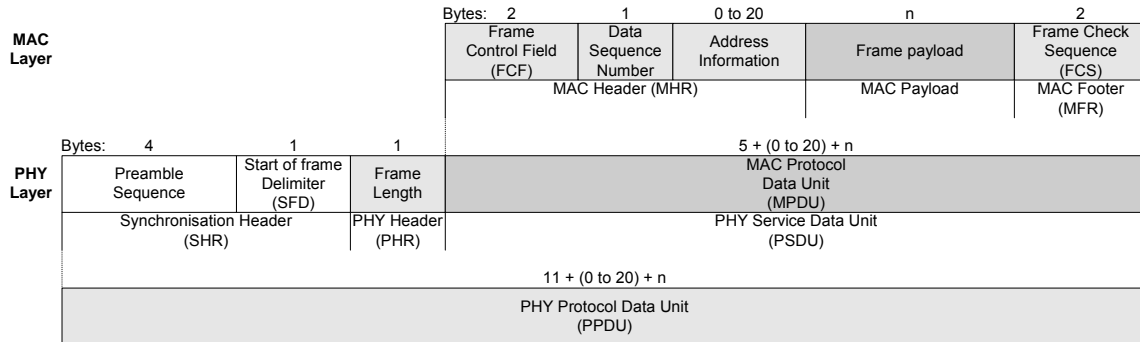 Bytes: 2 1 0 to 20 n 2
MAC
Layer
Frame
Control Field
(FCF)
Data
Sequence
Number
Address
Information
Frame payload
Frame Check
Sequence
(FCS)
MAC Header (MHR)
MAC Payload
MAC Footer
(MFR)
Bytes: 4 1 1 5 + (0 to 20) + n
PHY
Layer
Preamble
Sequence
Start of frame
Delimiter
(SFD)
Frame
Length
MAC Protocol
Data Unit
(MPDU)
Synchronisation Header
(SHR)
PHY Header
(PHR)
PHY Service Data Unit
(PSDU)
11 + (0 to 20) + n
PHY Protocol Data Unit
(PPDU)